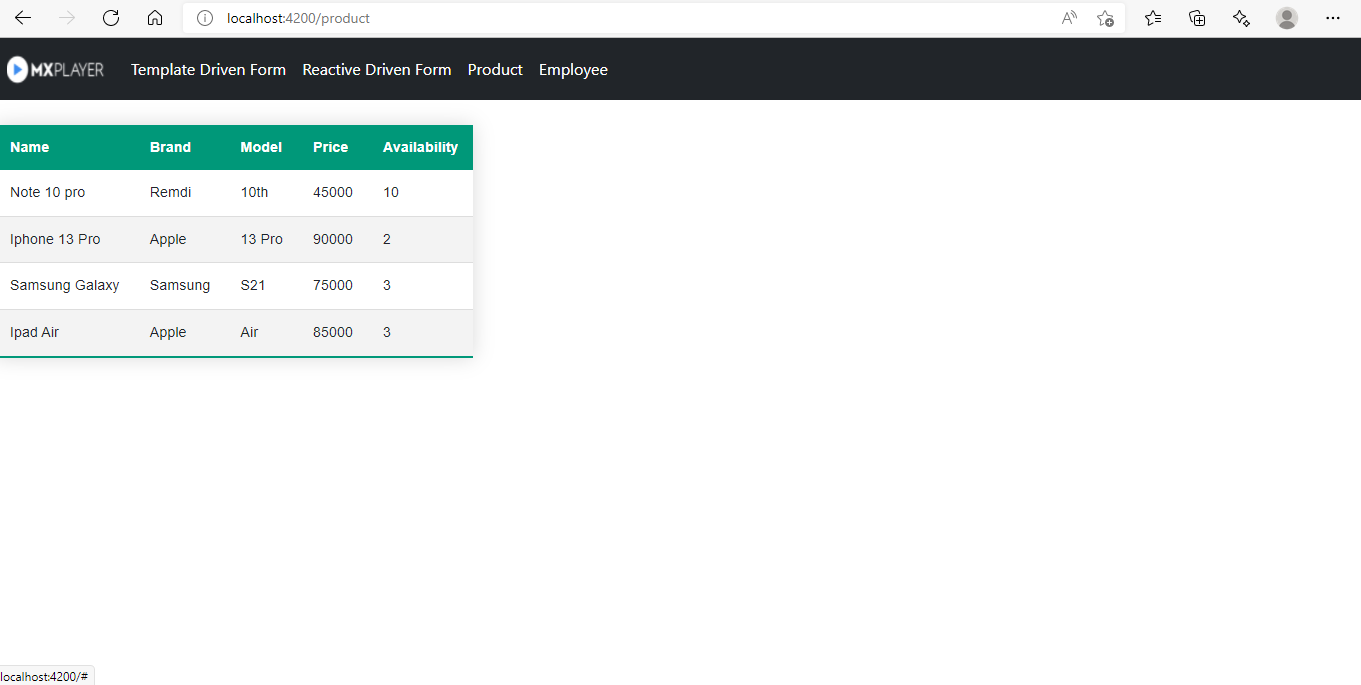 localhost:4200/product
MXPLAYER Template Driven Form Reactive Driven Form Product Employee
Name Brand Model Price Availability
Note 10 pro Remdi 10th 45000 10
Iphone 13 Pro Apple 13 Pro 90000 2
Samsung Galaxy Samsung S21 75000 3
Ipad Air Apple Air 85000 3
localhost:4200/#